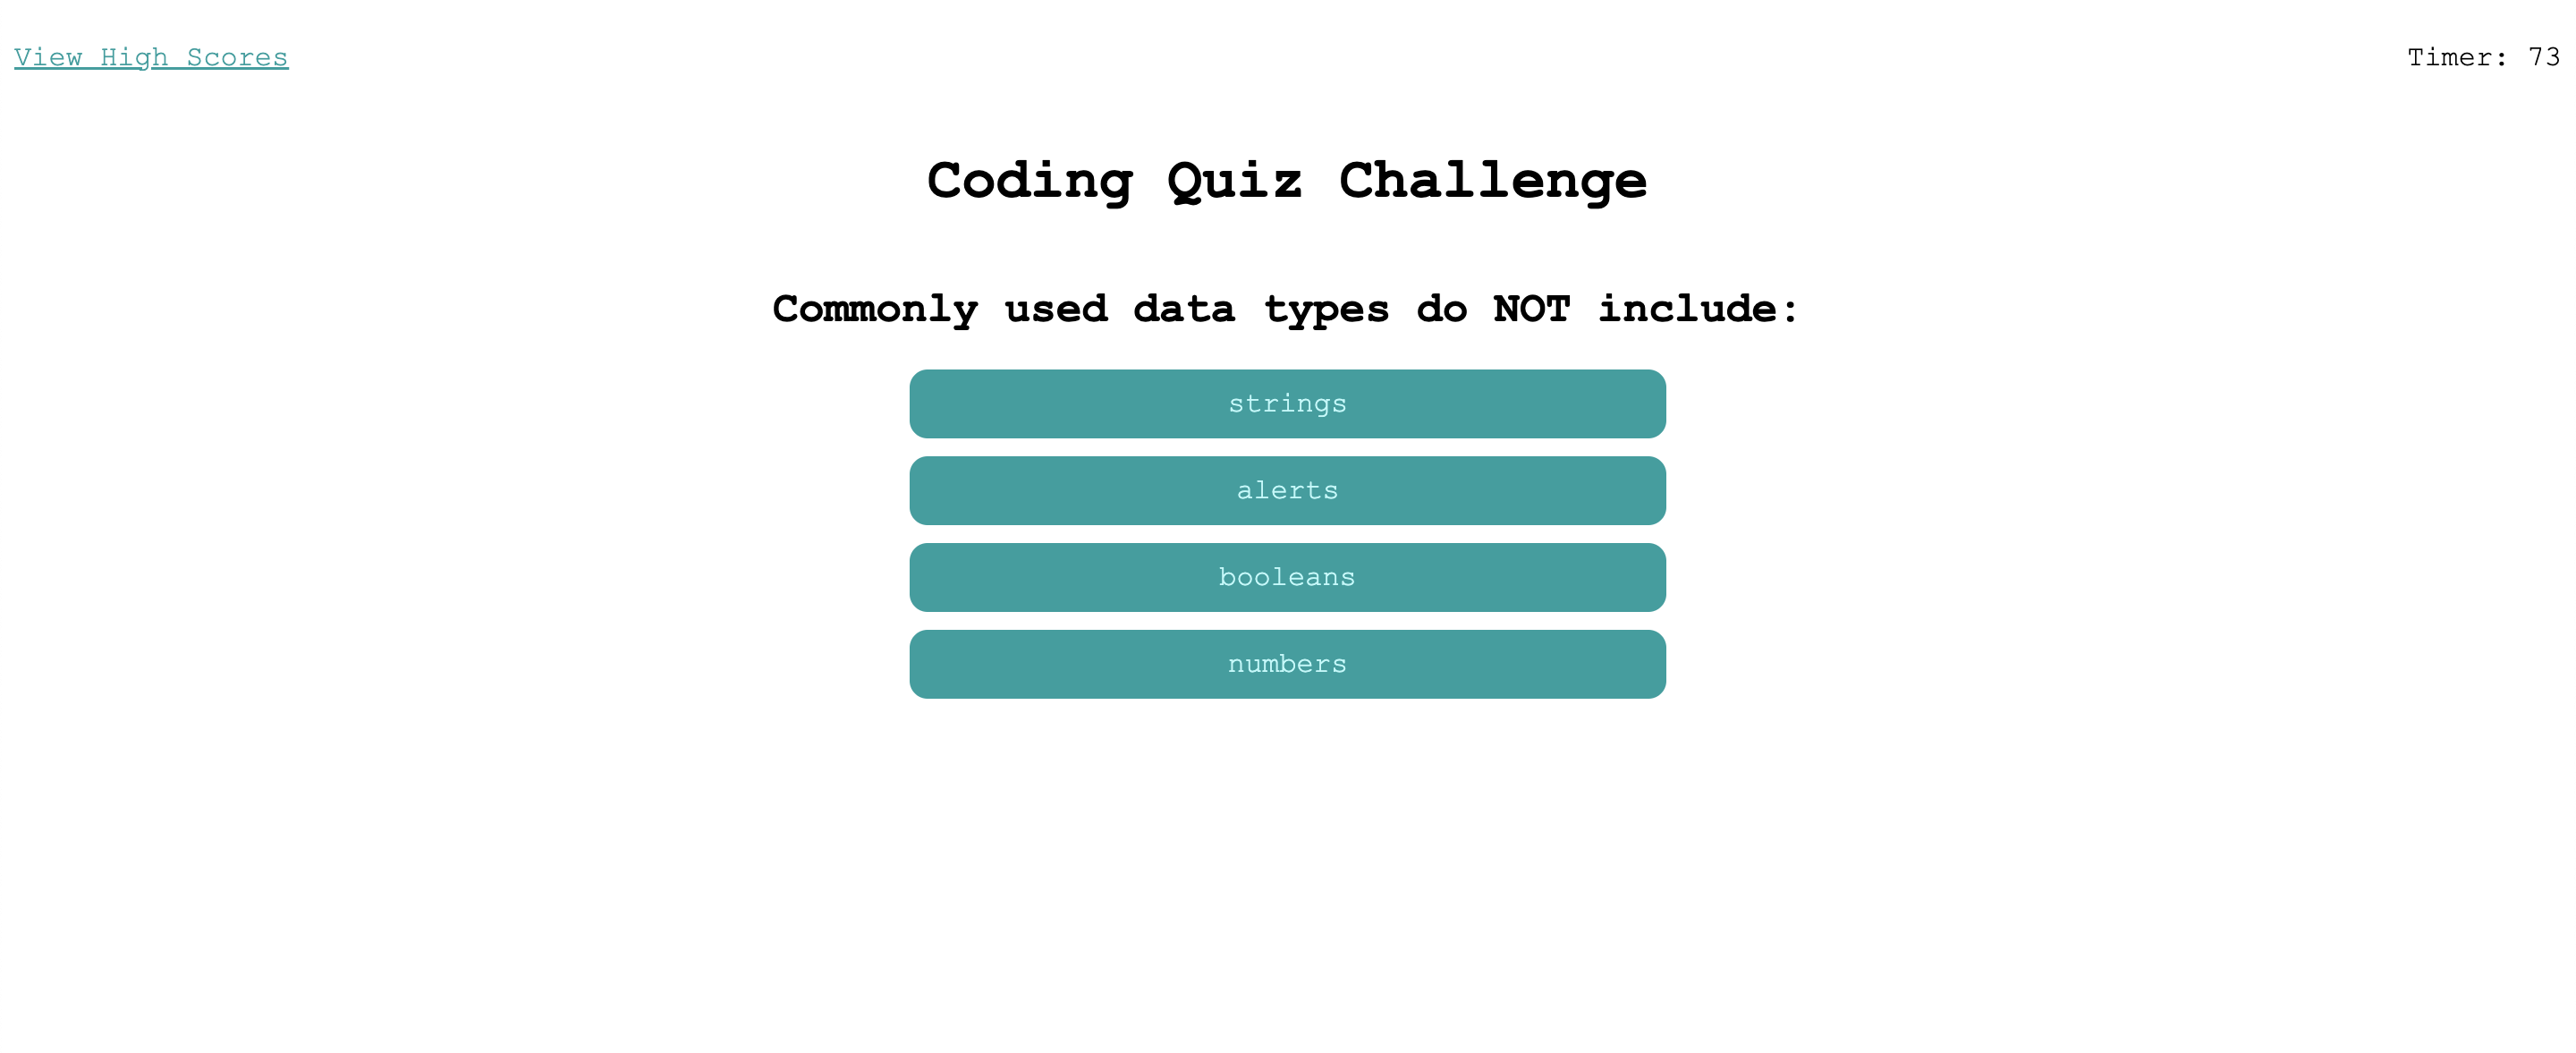 View High Scores
Timer: 73
Coding Quiz Challenge
Commonly used data types do NOT include:
strings
alerts
booleans
numbers